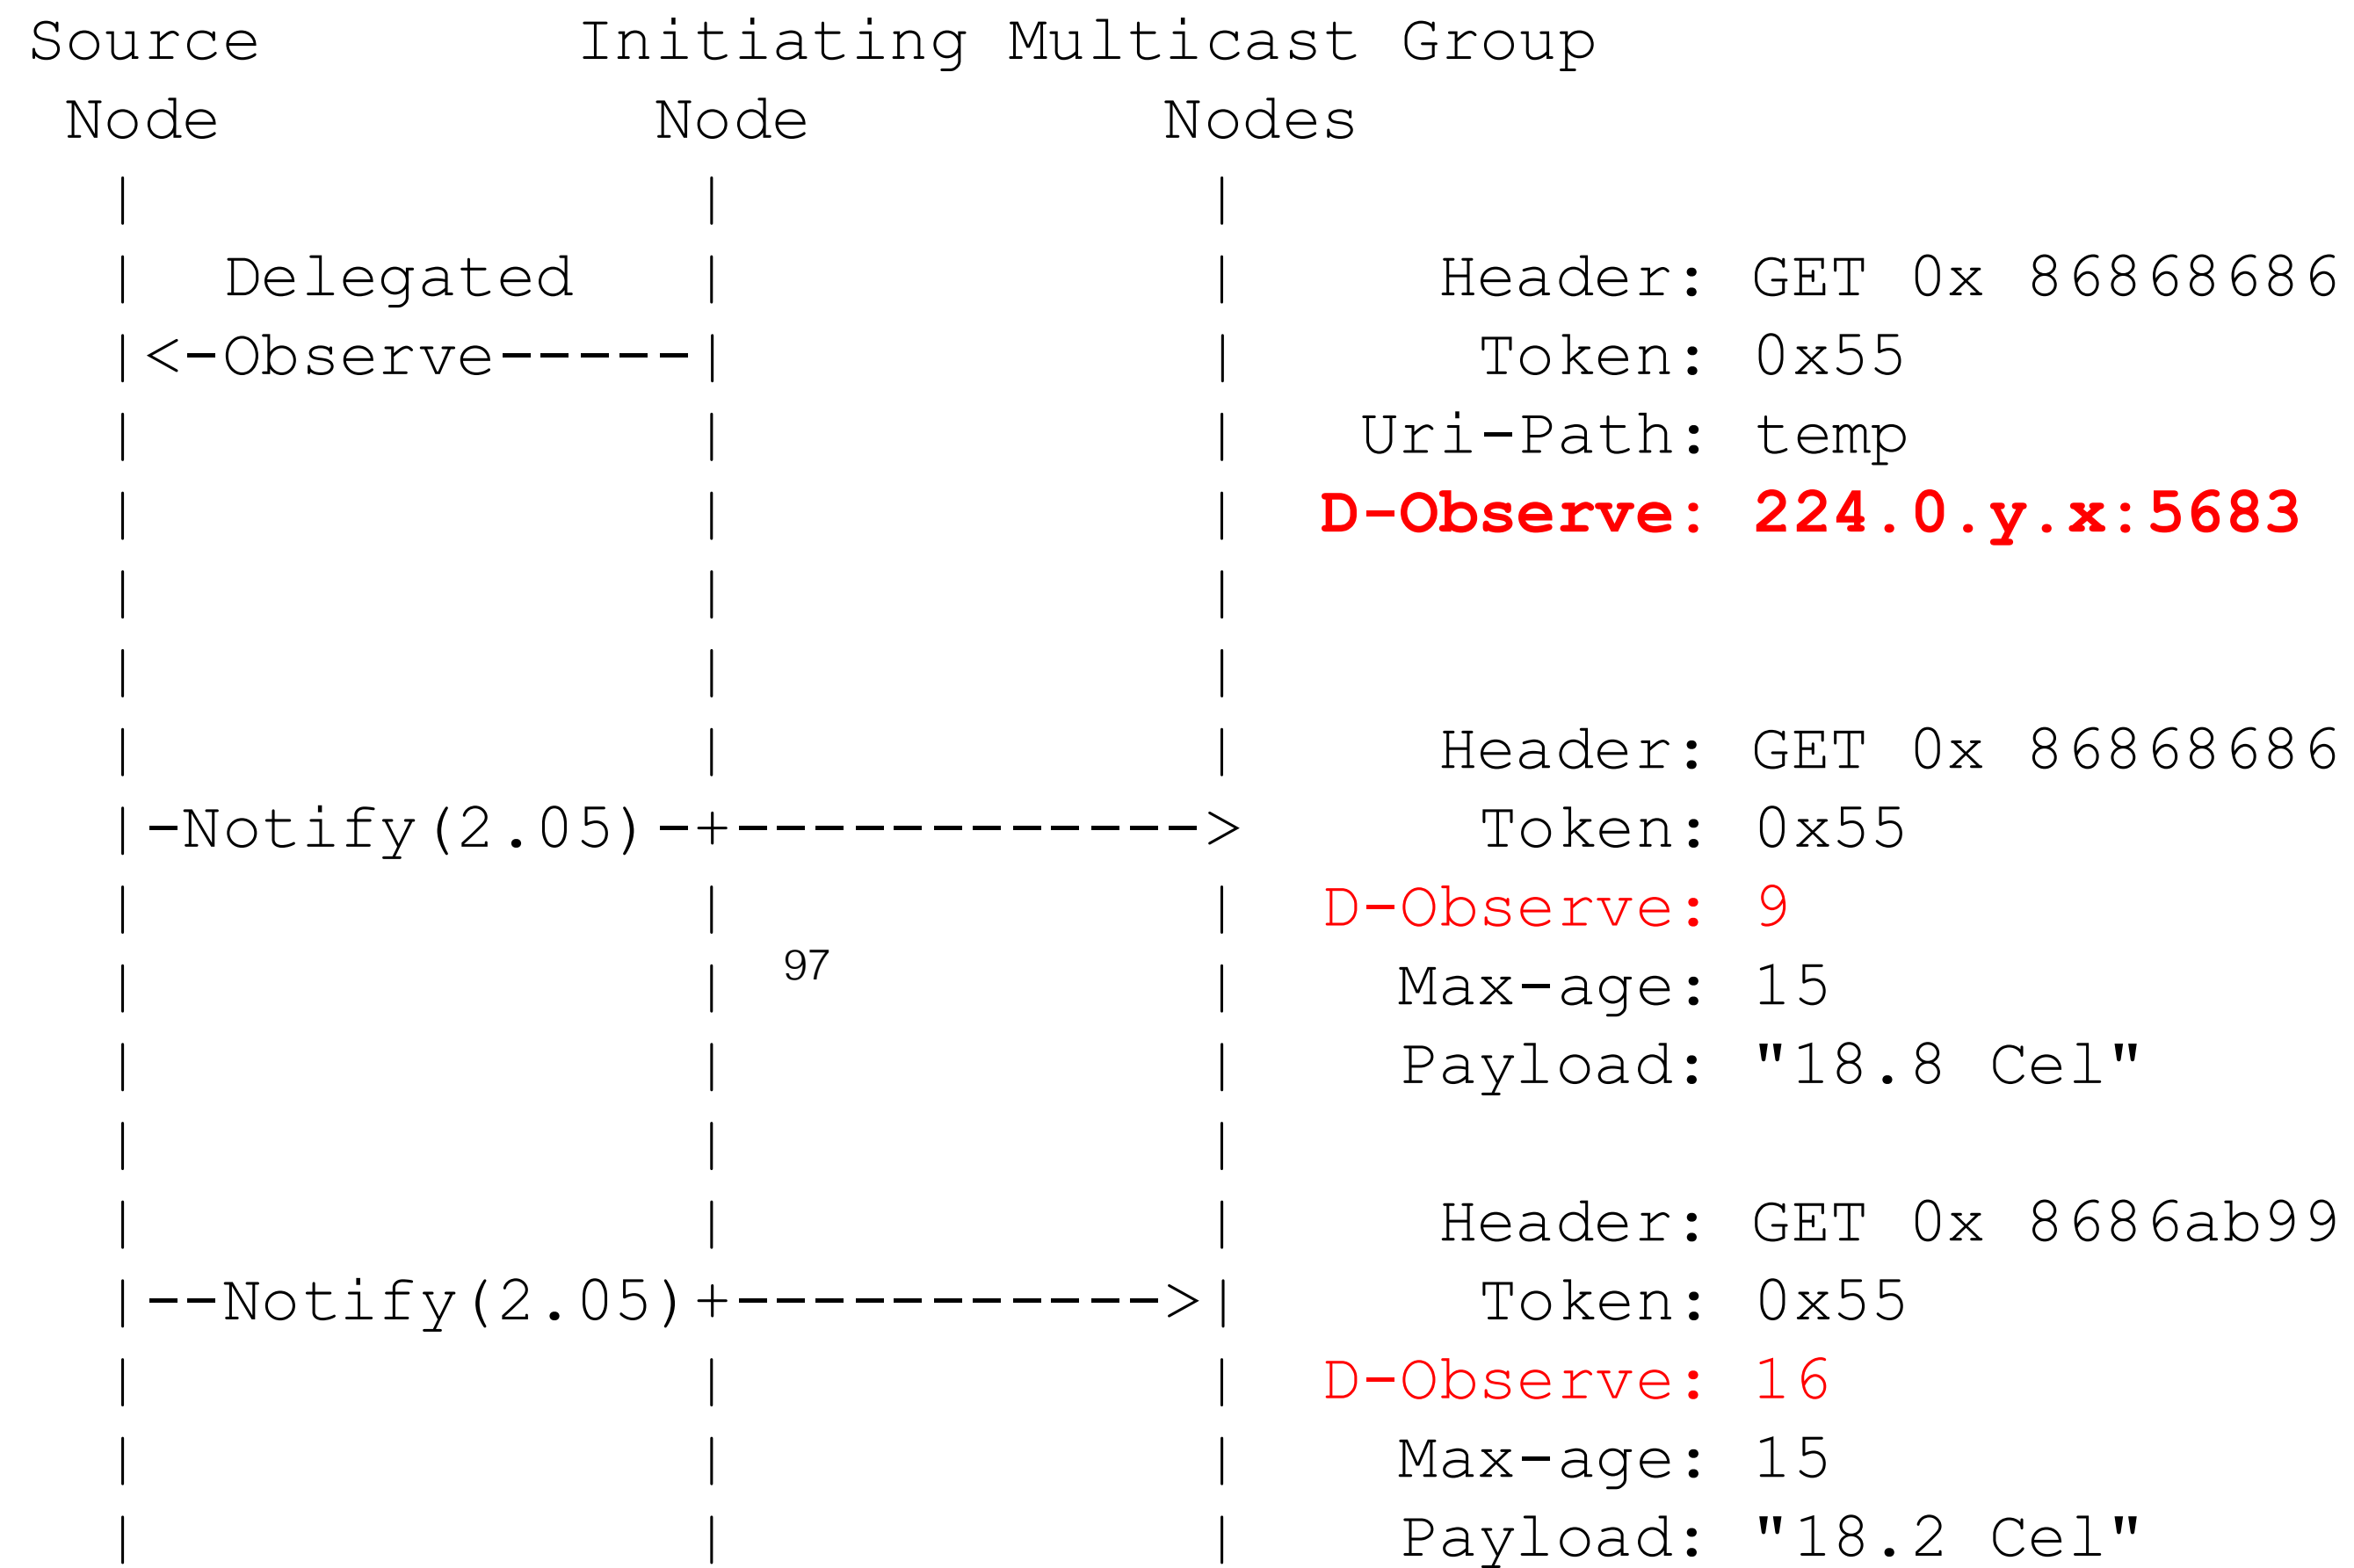 Source        Initiating Multicast Group
 Node           Node         Nodes
  |              |            |
  |  Delegated   |            |     Header: GET 0x 86868686
  |<-Observe-----|            |      Token: 0x55
  |              |            |   Uri-Path: temp
  |              |            |  D-Observe: 224.0.y.x:5683
  |              |            |
  |              |            |
  |              |            |     Header: GET 0x 86868686
  |-Notify(2.05)-+------------>      Token: 0x55
  |              |            |  D-Observe: 9
  |              | 97         |    Max-age: 15
  |              |            |    Payload: "18.8 Cel"
  |              |            |
  |              |            |     Header: GET 0x 8686ab99
  |--Notify(2.05)+----------->|      Token: 0x55
  |              |            |  D-Observe: 16
  |              |            |    Max-age: 15
  |              |            |    Payload: "18.2 Cel"